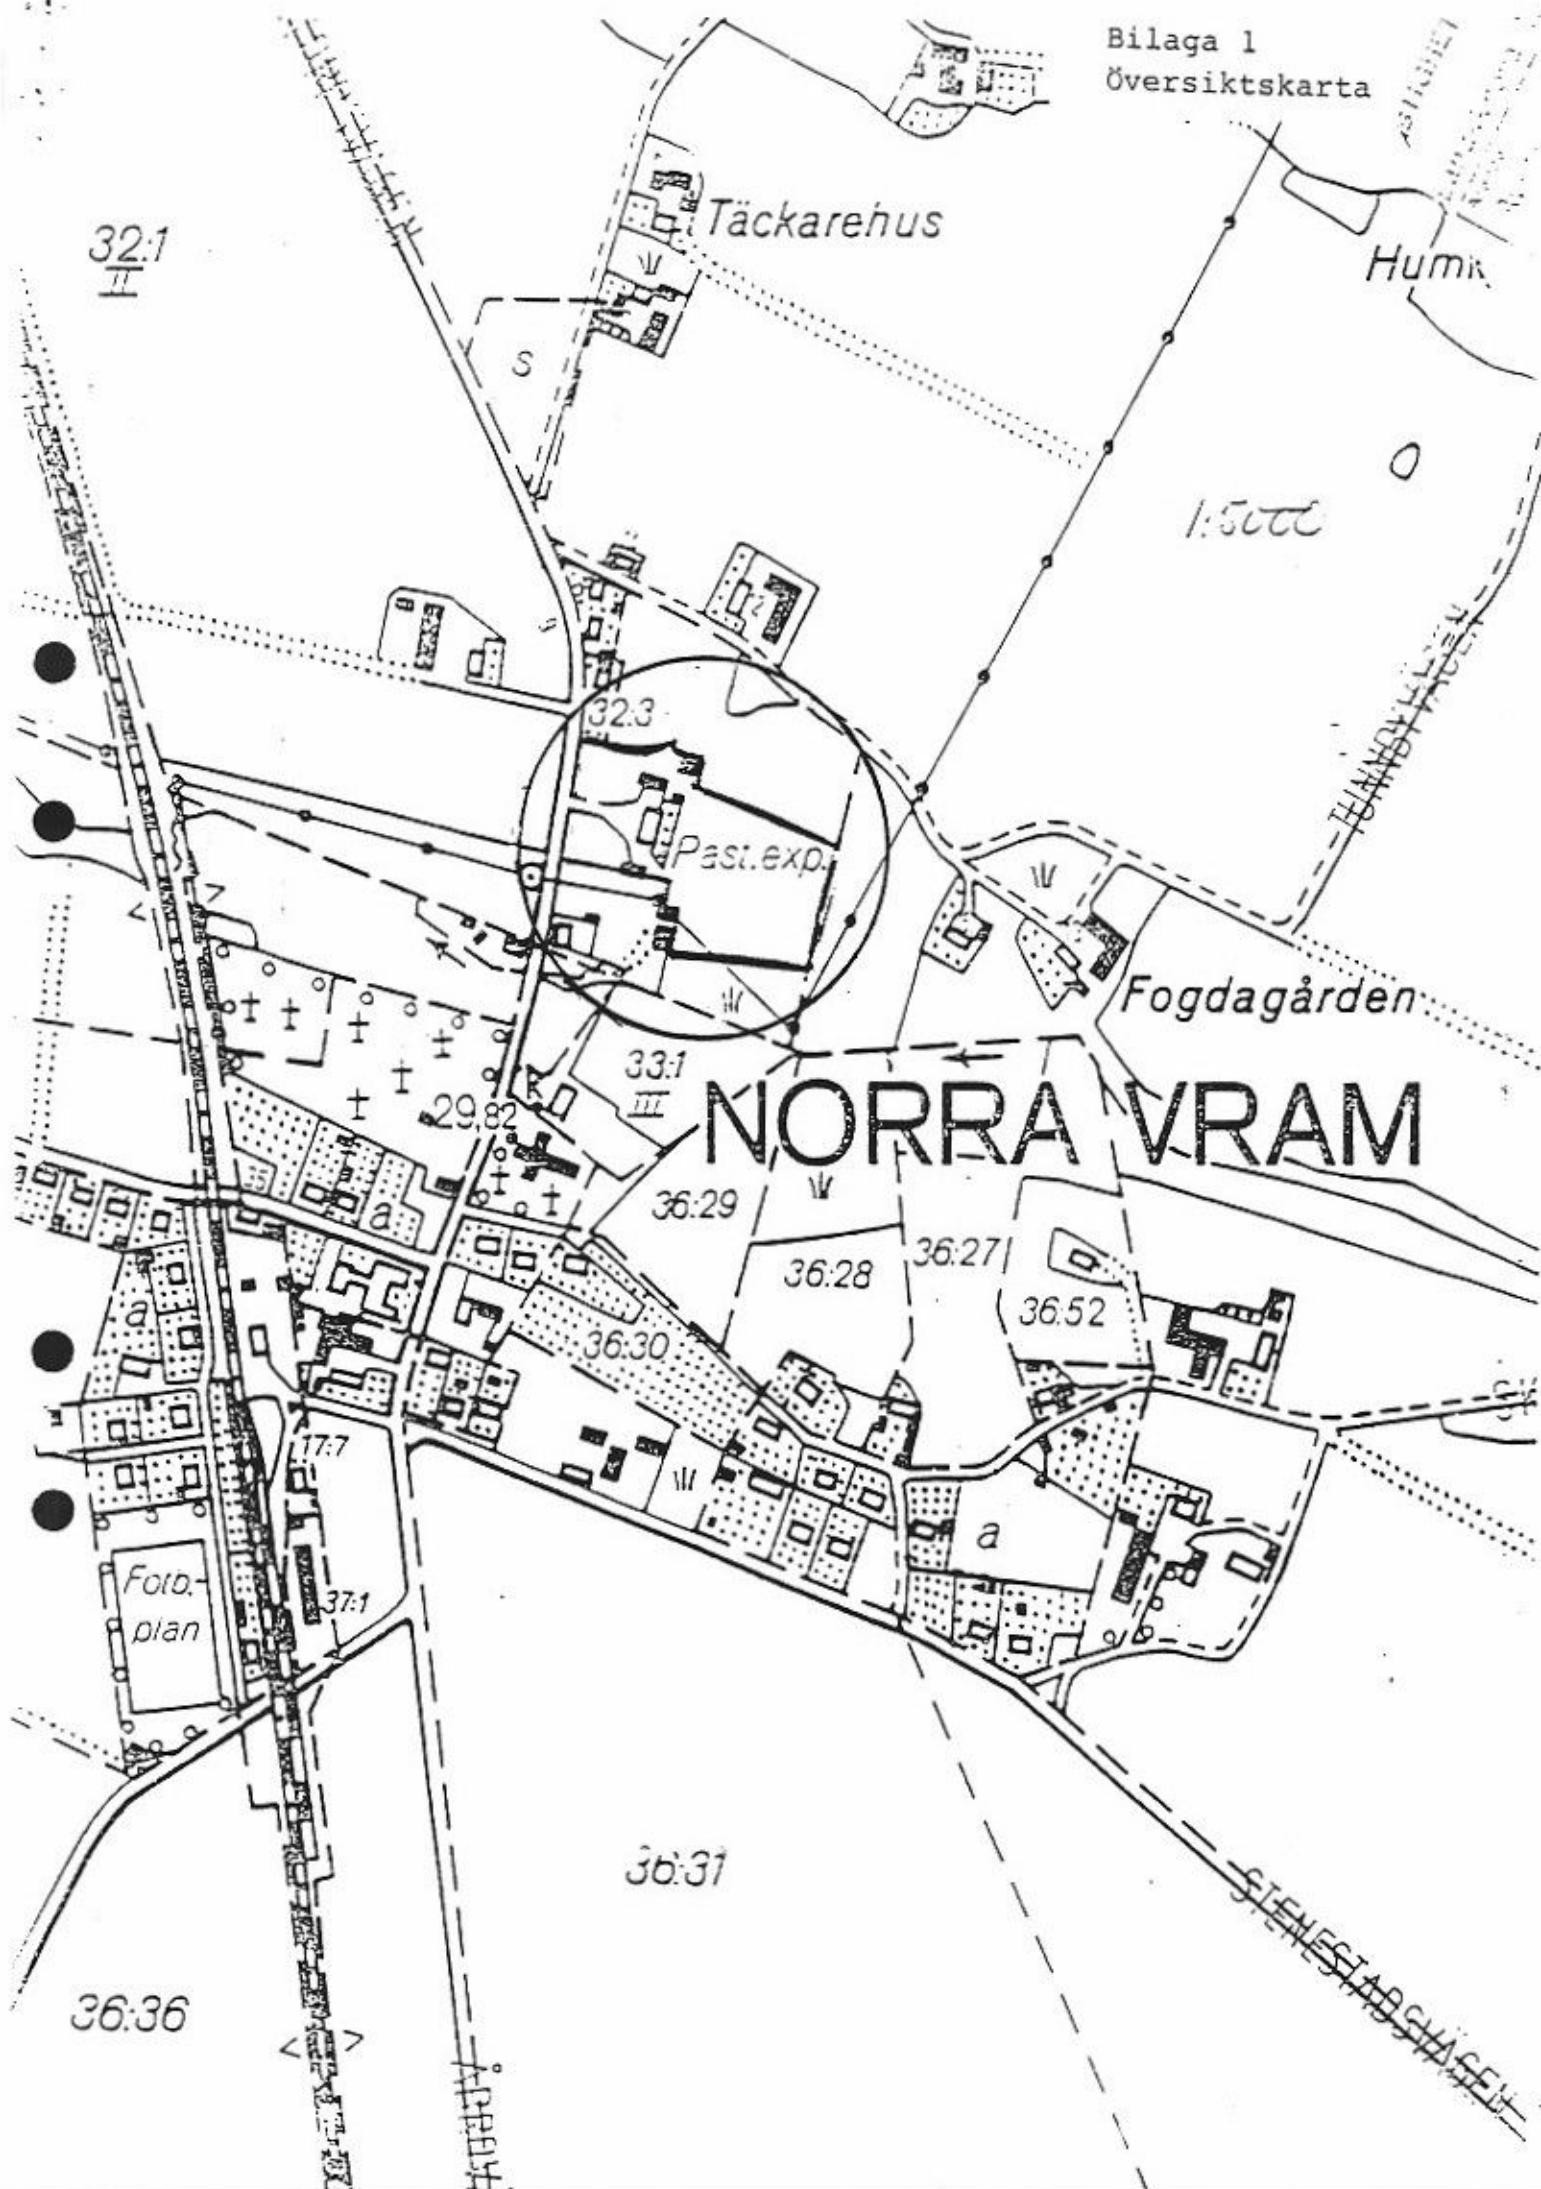 Bilaga 1
Översiktskarta
Täckarehus
32:1
II
S
1:5000
32:3
Past.exp.
Fogdagården
33:1
III
29,82
K
NORRA VRAM
36:29
36:28
36:27
36:52
a
a
36:30
17:7
a
Fotb.-
plan
37:1
36:31
STENESTADSVÄGEN
36:36